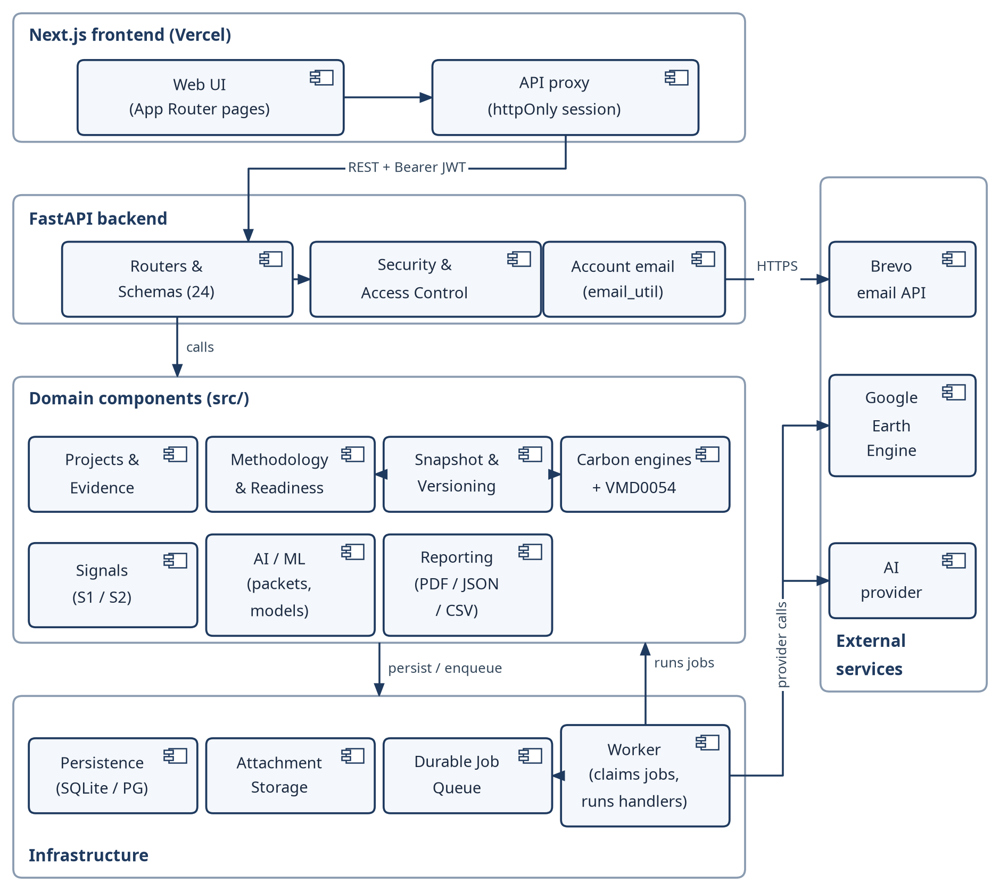 Next.js frontend (Vercel)
Web UI
(App Router pages)
API proxy
(httpOnly session)
REST + Bearer JWT
FastAPI backend
Routers &
Schemas (24)
Security &
Access Control
Account email
(email_util)
HTTPS
Brevo
email API
calls
Domain components (src/)
Projects &
Evidence
Methodology
& Readiness
Snapshot &
Versioning
Carbon engines
+ VMD0054
Google
Earth
Engine
Signals
(S1 / S2)
AI / ML
(packets,
models)
Reporting
(PDF / JSON
/ CSV)
AI
provider
External
services
provider calls
persist / enqueue
runs jobs
Persistence
(SQLite / PG)
Attachment
Storage
Durable Job
Queue
Worker
(claims jobs,
runs handlers)
Infrastructure